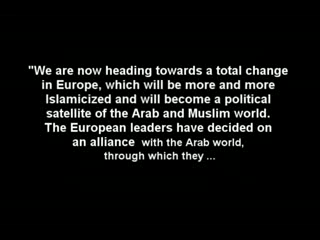 "We are now heading towards a total change
in Europe, which will be more and more
Islamicized and will become a political
satellite of the Arab and Muslim world.
The European leaders have decided on
an alliance with the Arab world,
through which they ...